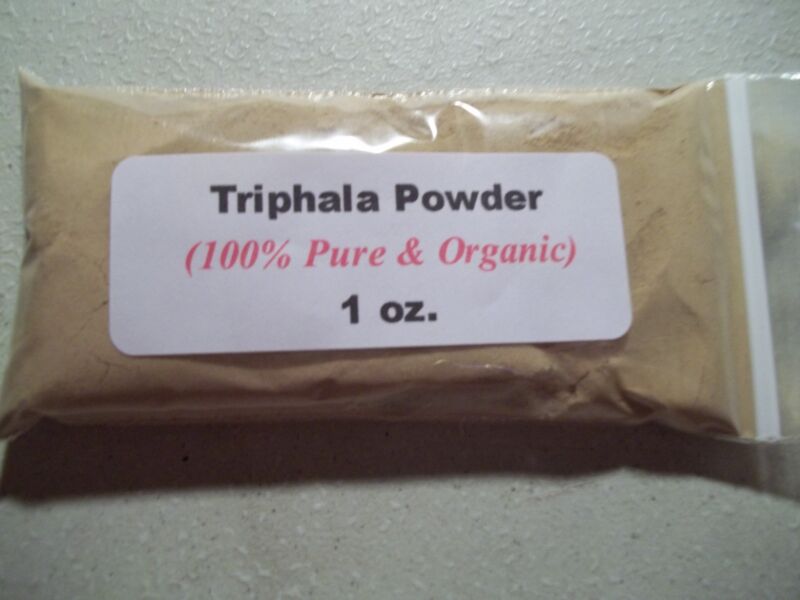 Triphala Powder
(100% Pure & Organic)
1 oz.